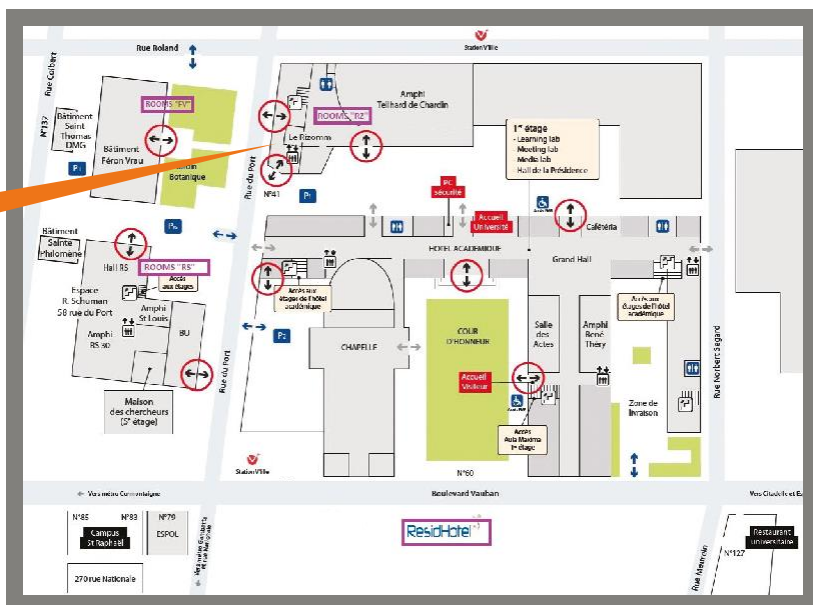 Rue Roland
Station V'lille
Rue Colbert
N°137
Bâtiment
Saint
Thomas
DMG
ROOMS "FV"
Bâtiment
Féron Vrau
Botanique
Rue du Port
ROOMS "RZ"
Le Rizomm
N°41
Amphi
Teilhard de Chardin
1er étage
- Learning lab
- Meeting lab
- Media lab
- Hall de la Présidence
PC
sécurité
Accueil
Université
Cafétéria
HOTEL ACADEMIQUE
Grand Hall
Bâtiment
Sainte
Philomène
Hall RS
ROOMS "RS"
Accès
aux étages
Espace
R. Schuman
58 rue du Port
Amphi
St Louis
Amphi
RS 30
BU
Maison
des chercheurs
(5e étage)
Rue du Port
P2
Accès aux
étages de l'hôtel
académique
CHAPELLE
COUR
D'HONNEUR
Salle
des
Actes
Amphi
René
Théry
Accès aux
étages de l'hôtel
académique
Accueil
Visiteur
Accès
Aula Maxima
1er étage
Zone de
livraison
Rue Norbert Segard
Station V'lille
N°60
Vers métro Cormontaigne
Boulevard Vauban
Vers Citadelle et
N°85
N°83
N°79
Campus
St Raphaël
ESPOL
270 rue Nationale
ResidHotel
Rue Meurein
N°127
Restaurant
universitaire